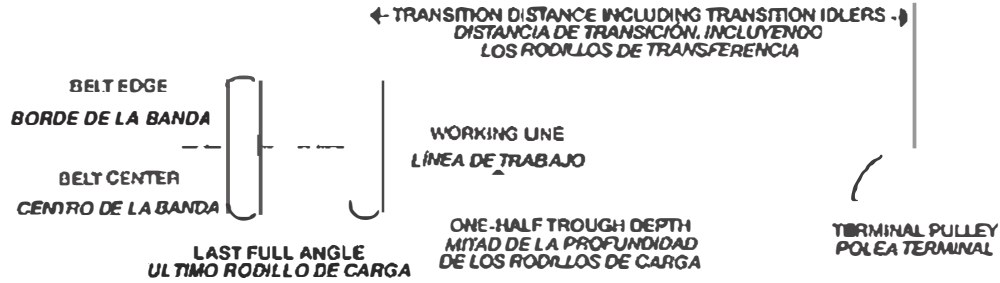 TRANSITION DISTANCE INCLUDING TRANSITION IDLERS
DISTANCIA DE TRANSICIÓN, INCLUYENDO
LOS RODILLOS DE TRANSFERENCIA
BELT EDGE
BORDE DE LA BANDA
WORKING LINE
LÍNEA DE TRABAJO
BELT CENTER
CENTRO DE LA BANDA
ONE-HALF TROUGH DEPTH
MITAD DE LA PROFUNDIDAD
DE LOS RODILLOS DE CARGA
TERMINAL PULLEY
POLEA TERMINAL
LAST FULL ANGLE
ULTIMO RODILLO DE CARGA